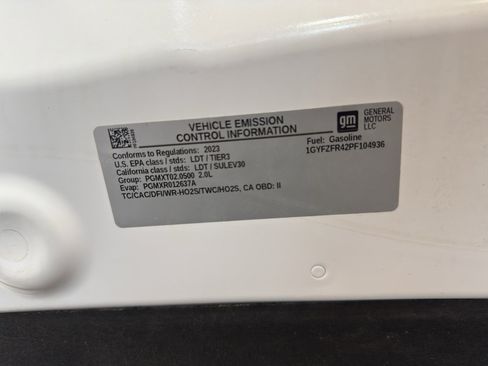 VEHICLE EMISSION
CONTROL INFORMATION
gm
GENERAL
MOTORS
LLC
Conforms to Regulations: 2023
Fuel: Gasoline
U.S. EPA class / stds: LDT / TIER3
1GYFZFR42PF104936
California class / stds: LDT / SULEV30
Group: PGMXT02.0500 2.0L
Evap: PGMXR012637A
TC/CAC/DFI/WR-HO2S/TWC/HO2S, CA OBD: II